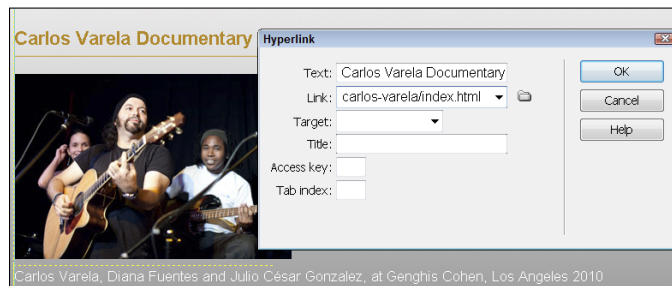 Carlos Varela Documentary
Hyperlink
Text: Carlos Varela Documentary
OK
Link: carlos-varela/index.html
Cancel
Target:
Help
Title:
Access key:
Tab index:
Carlos Varela, Diana Fuentes and Julio César Gonzalez, at Genghis Cohen, Los Angeles 2010